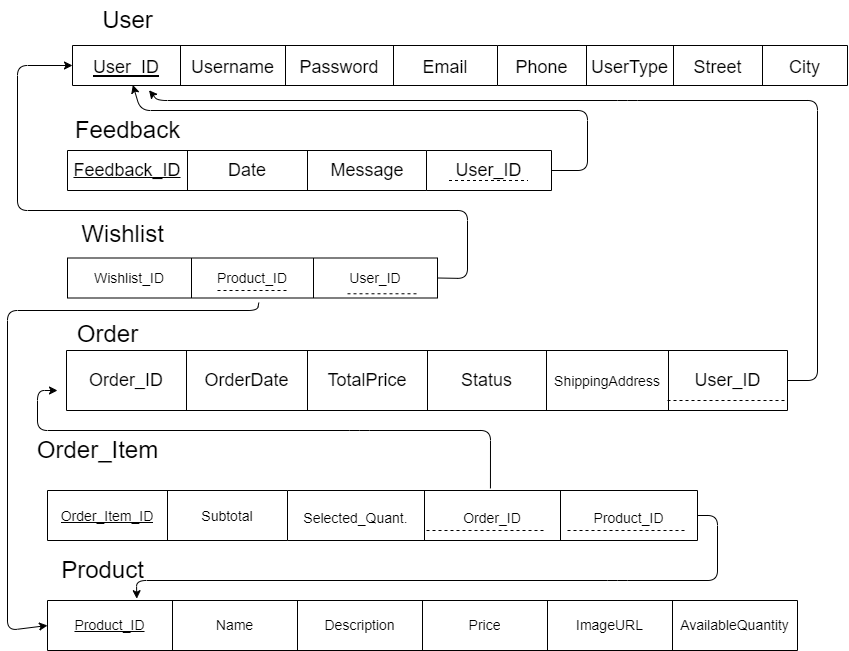 User
User_ID Username Password Email Phone UserType Street City
Feedback
Feedback_ID Date Message User_ID
Wishlist
Wishlist_ID Product_ID User_ID
Order
Order_ID OrderDate TotalPrice Status ShippingAddress User_ID
Order_Item
Order_Item_ID Subtotal Selected_Quant. Order_ID Product_ID
Product
Product_ID Name Description Price ImageURL AvailableQuantity